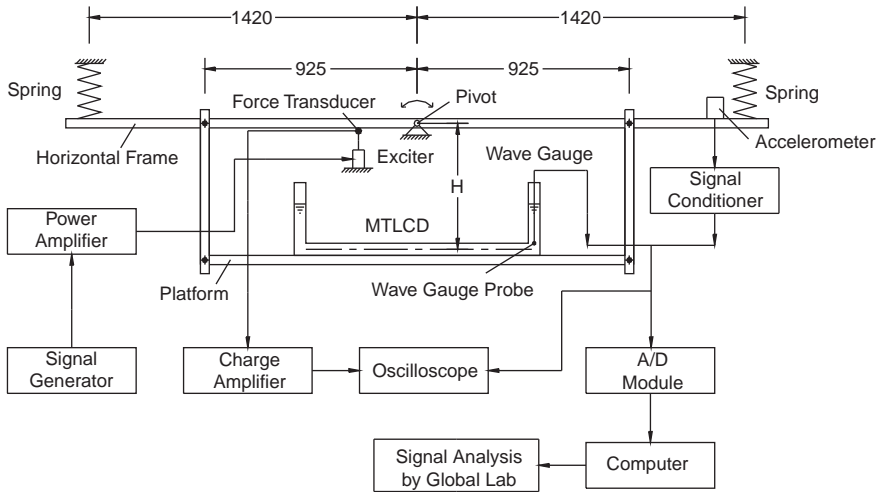 1420
1420
925
925
Spring
Force Transducer
Pivot
Spring
Horizontal Frame
Exciter
Wave Gauge
Accelerometer
H
Signal
Conditioner
Power
Amplifier
MTLCD
Platform
Wave Gauge Probe
Signal
Generator
Charge
Amplifier
Oscilloscope
A/D
Module
Signal Analysis
by Global Lab
Computer